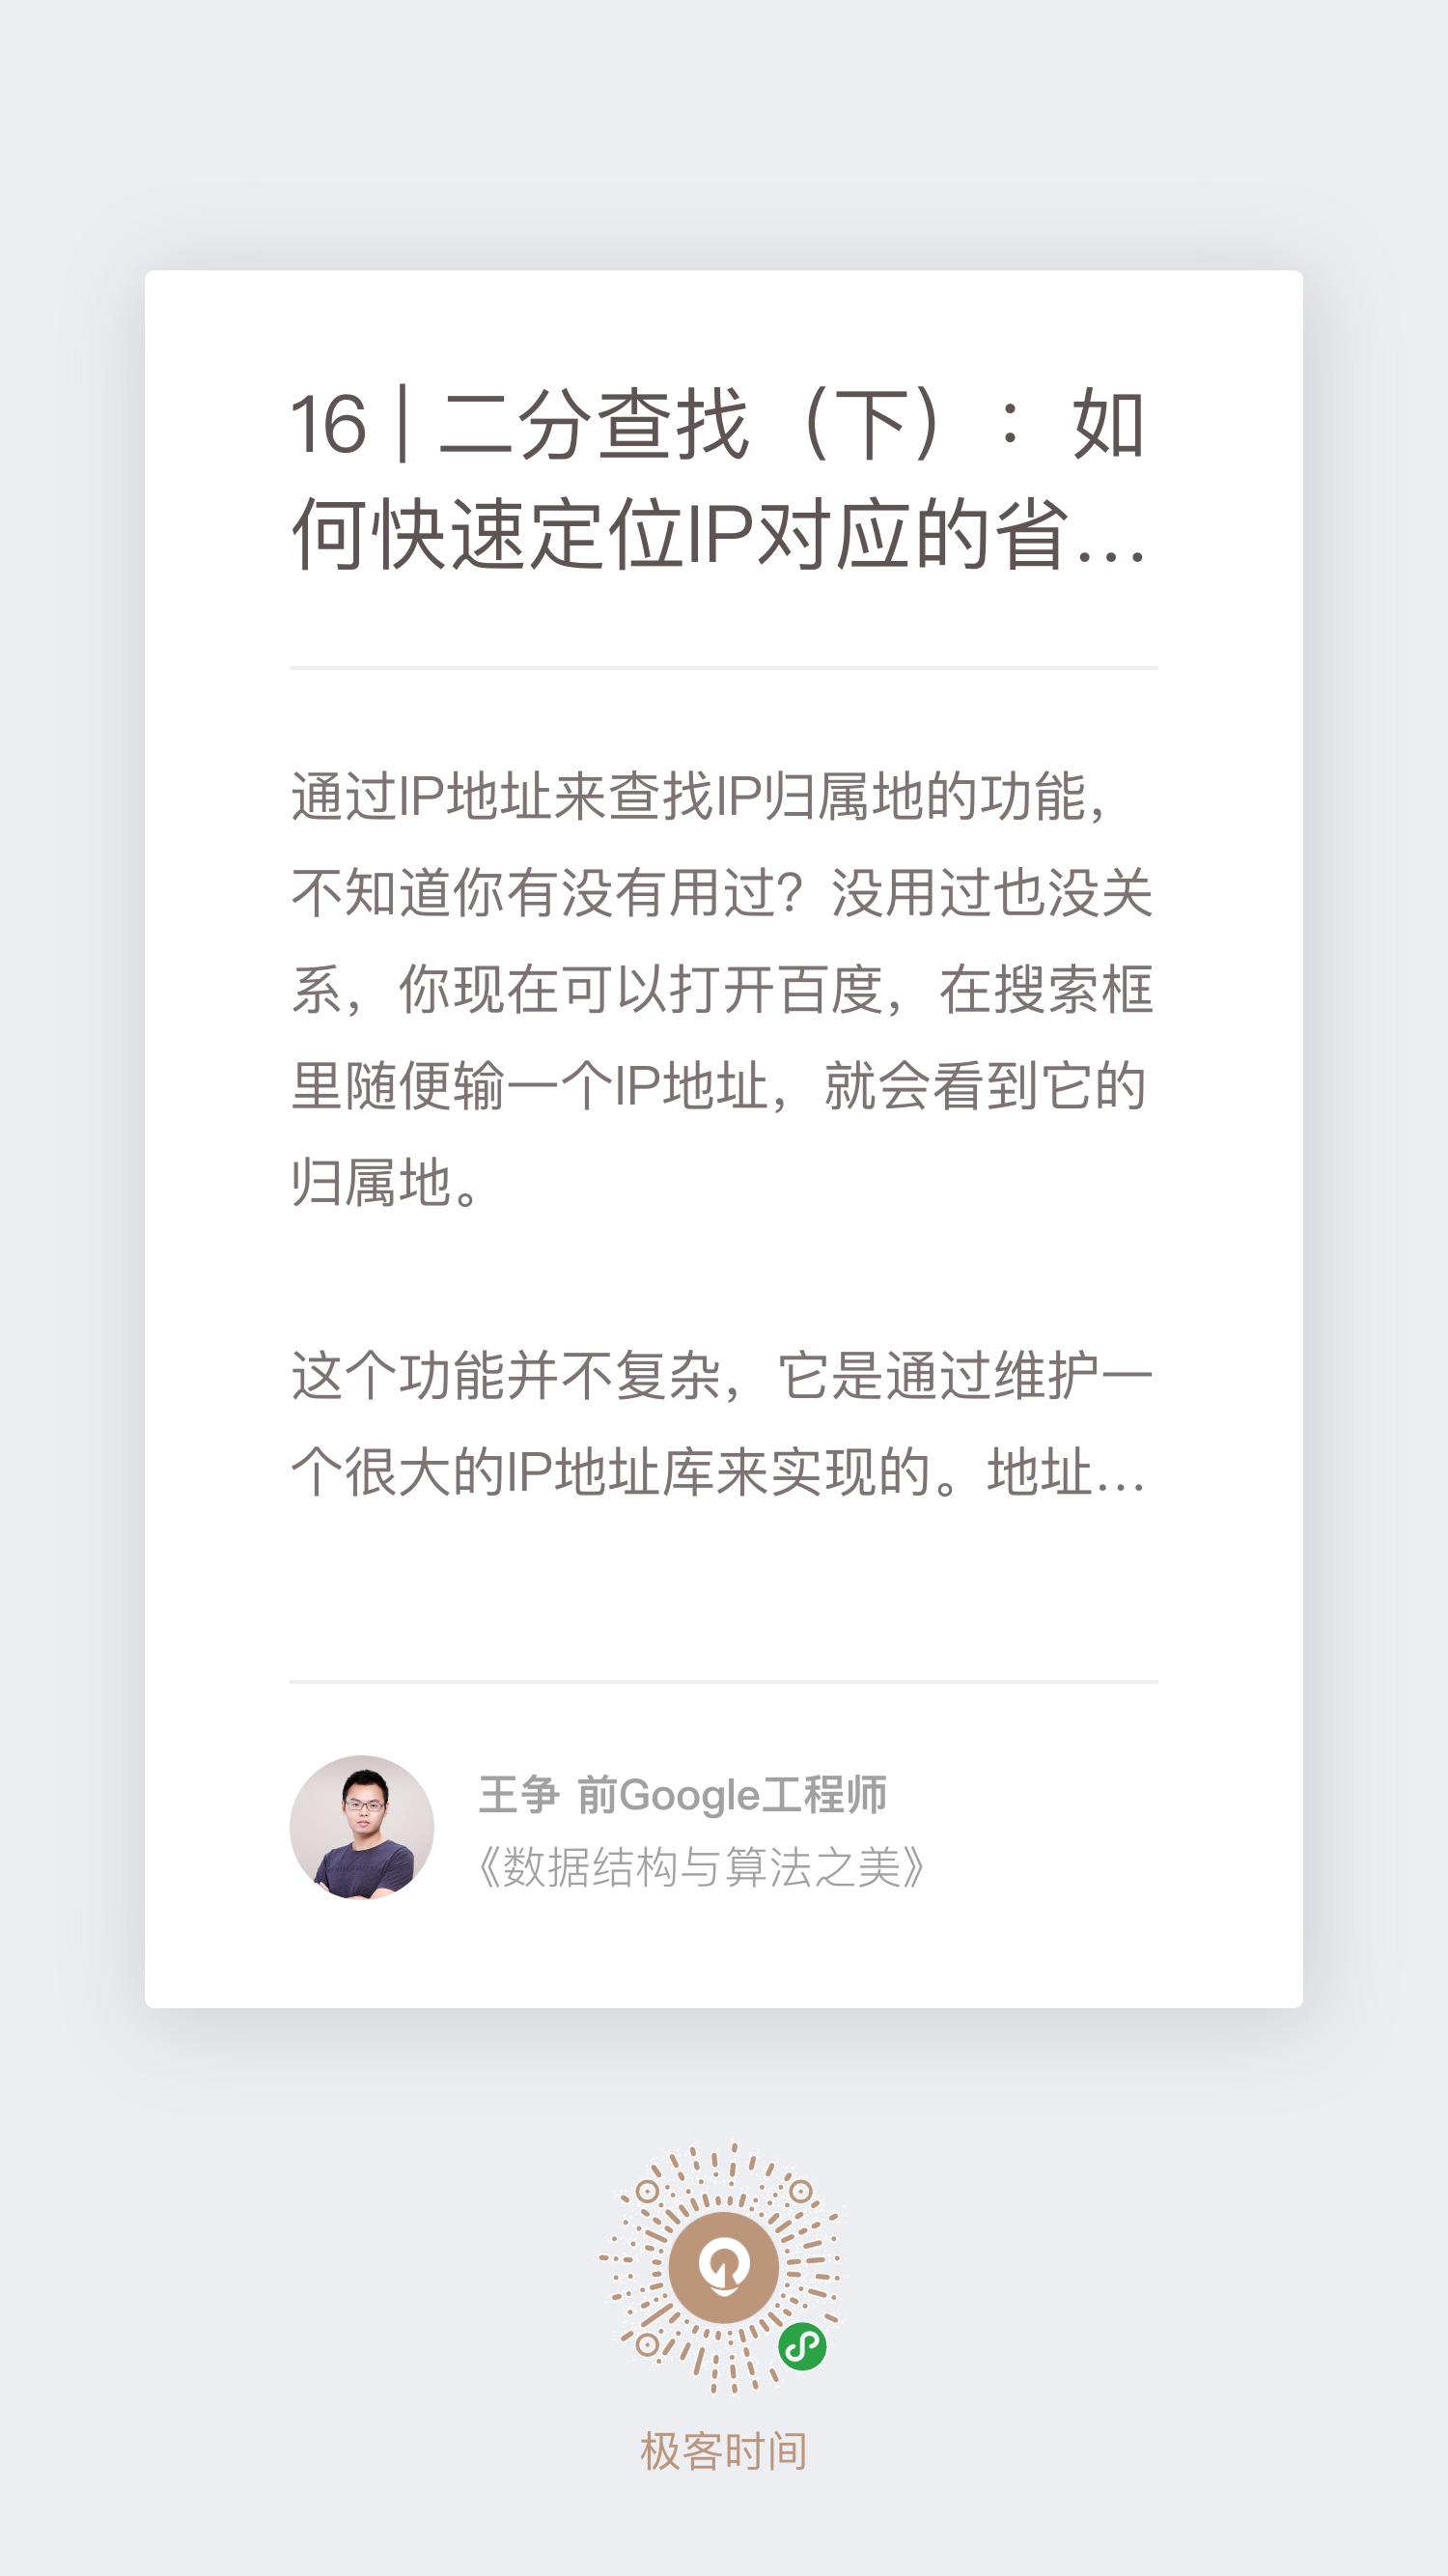 16 | 二分查找（下）：如
何快速定位IP对应的省…
通过IP地址来查找IP归属地的功能，
不知道你有没有用过？没用过也没关
系，你现在可以打开百度，在搜索框
里随便输一个IP地址，就会看到它的
归属地。
这个功能并不复杂，它是通过维护一
个很大的IP地址库来实现的。地址…
王争 前Google工程师
《数据结构与算法之美》
极客时间